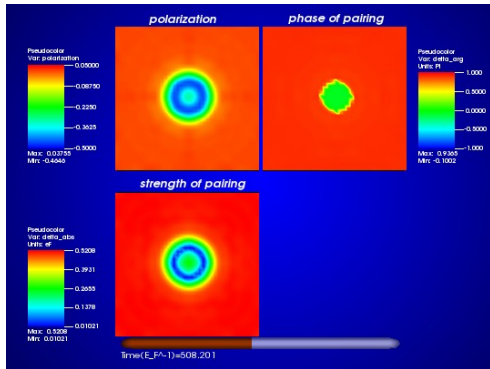 polarization
phase of pairing
Pseudocolor
Var: polarization
0.05000
-0.08750
-0.2250
-0.3625
-0.5000
Max: 0.03755
Min: -0.4646
Pseudocolor
Var: delta_arg
Units: Pi
1.000
0.5000
0.0000
-0.5000
-1.000
Max: 0.9365
Min: -0.1002
strength of pairing
Pseudocolor
Var: delta_abs
Units: eF
0.5208
0.3931
0.2655
0.1378
0.01021
Max: 0.5208
Min: 0.01021
Time(E_F^-1)=508.201